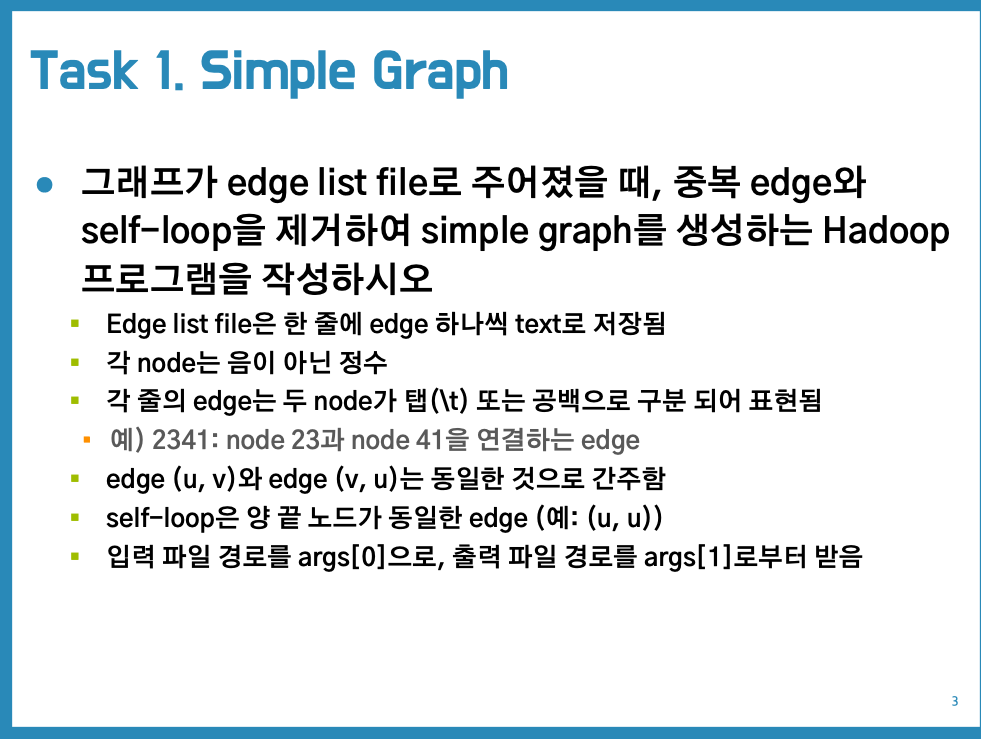 Task 1. Simple Graph
● 그래프가 edge list file로 주어졌을 때, 중복 edge와
self-loop을 제거하여 simple graph를 생성하는 Hadoop
프로그램을 작성하시오
▪ Edge list file은 한 줄에 edge 하나씩 text로 저장됨
▪ 각 node는 음이 아닌 정수
▪ 각 줄의 edge는 두 node가 탭(\t) 또는 공백으로 구분 되어 표현됨
▪ 예) 2341: node 23과 node 41을 연결하는 edge
▪ edge (u, v)와 edge (v, u)는 동일한 것으로 간주함
▪ self-loop은 양 끝 노드가 동일한 edge (예: (u, u))
▪ 입력 파일 경로를 args[0]으로, 출력 파일 경로를 args[1]로부터 받음
3